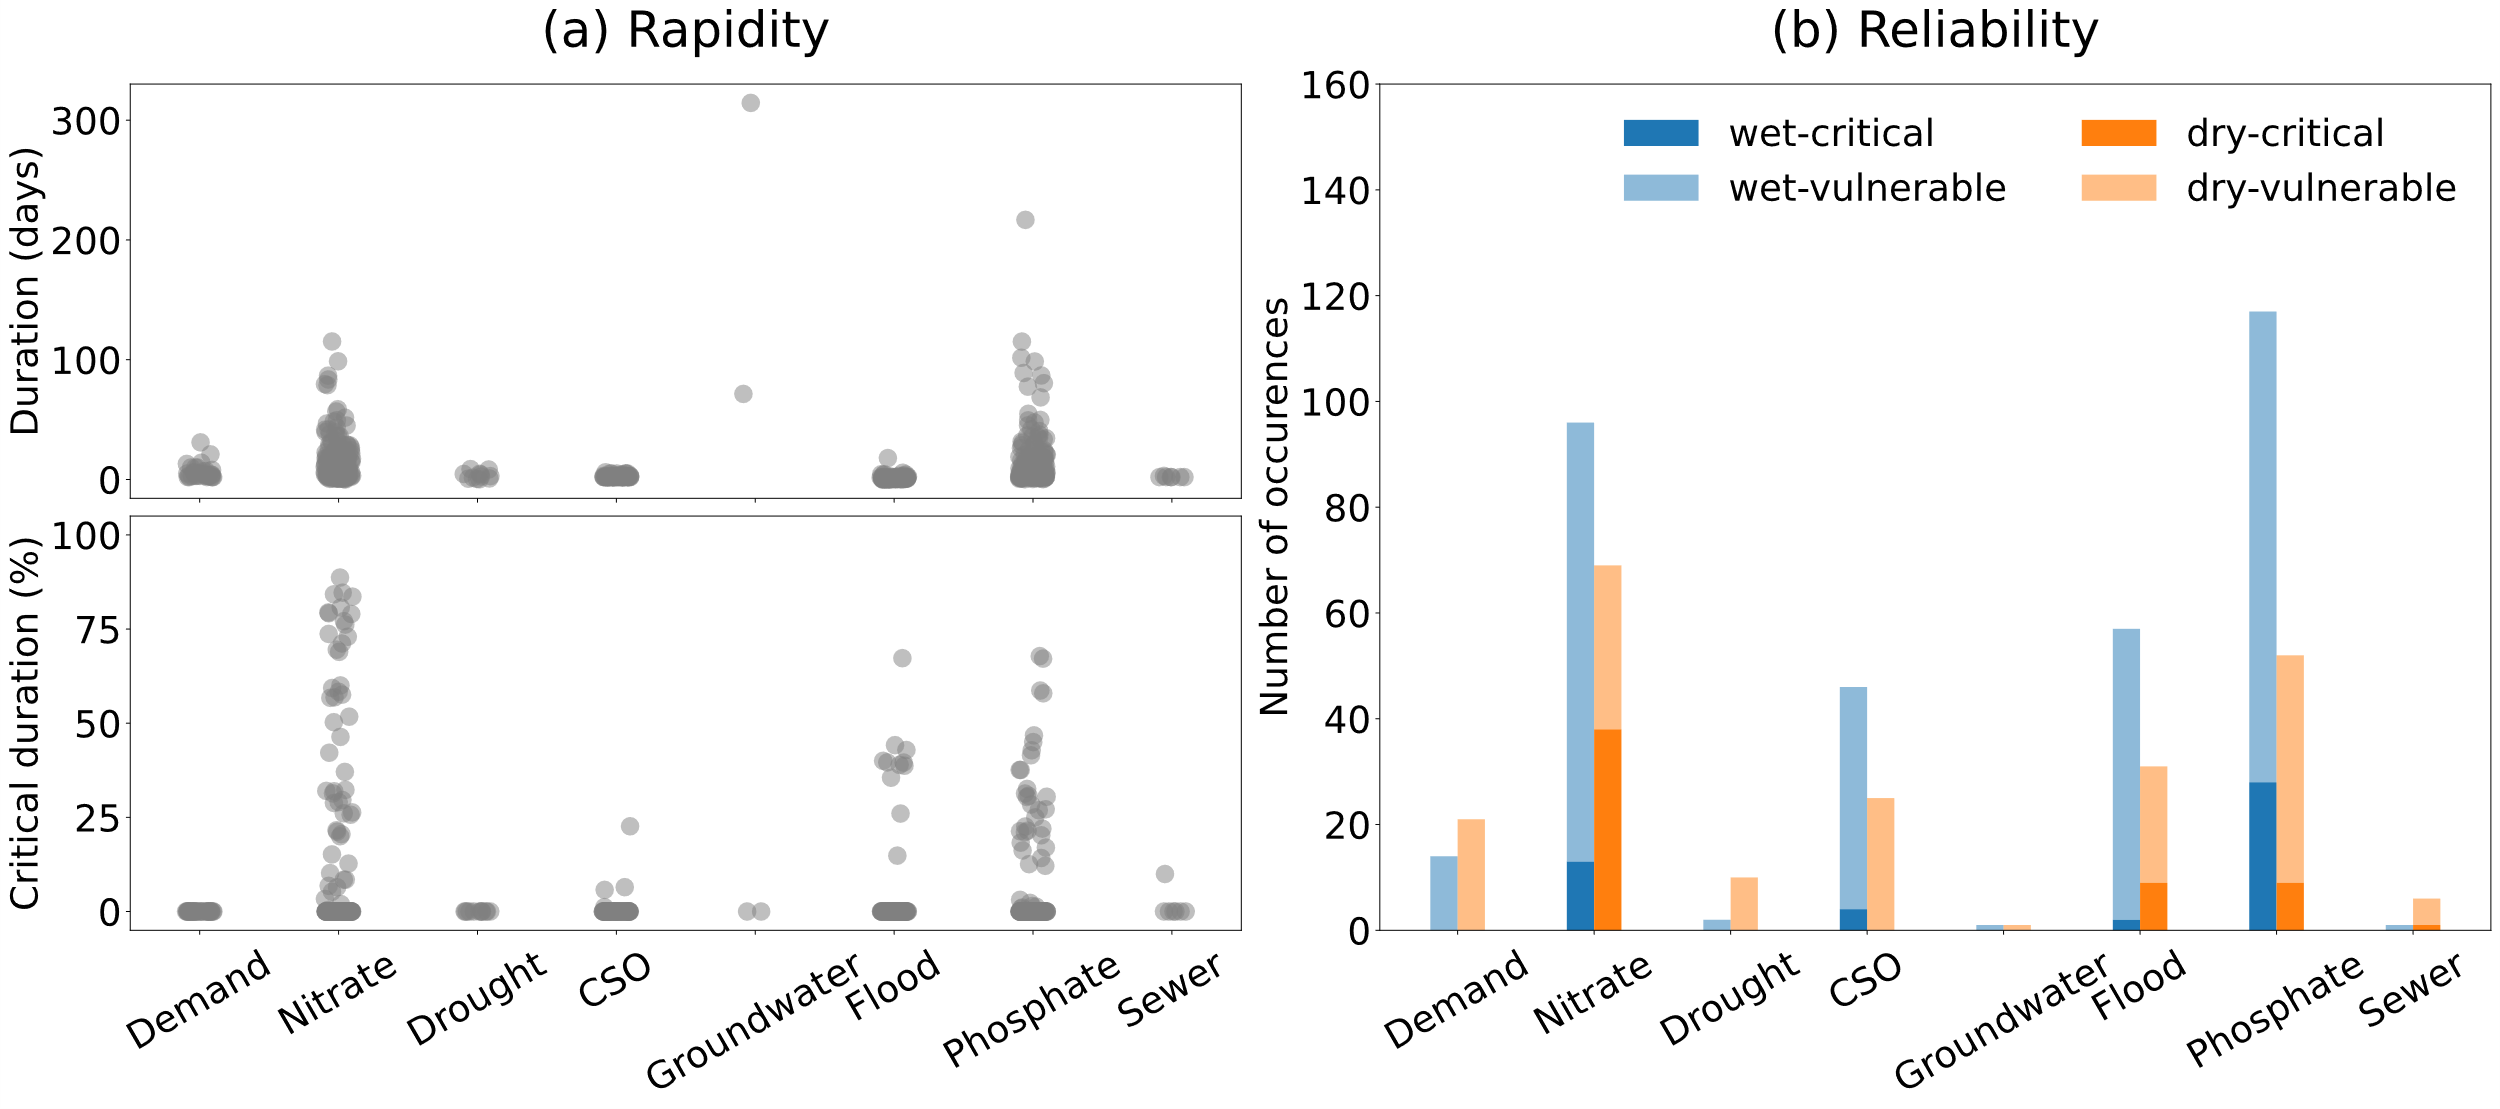 (a) Rapidity
Duration (days)
300
200
100
0
Critical duration (%)
100
75
50
25
0
Demand
Nitrate
Drought
CSO
Groundwater
Flood
Phosphate
Sewer
(b) Reliability
Number of occurences
160
140
120
100
80
60
40
20
0
wet-critical
wet-vulnerable
dry-critical
dry-vulnerable
Demand
Nitrate
Drought
CSO
Groundwater
Flood
Phosphate
Sewer